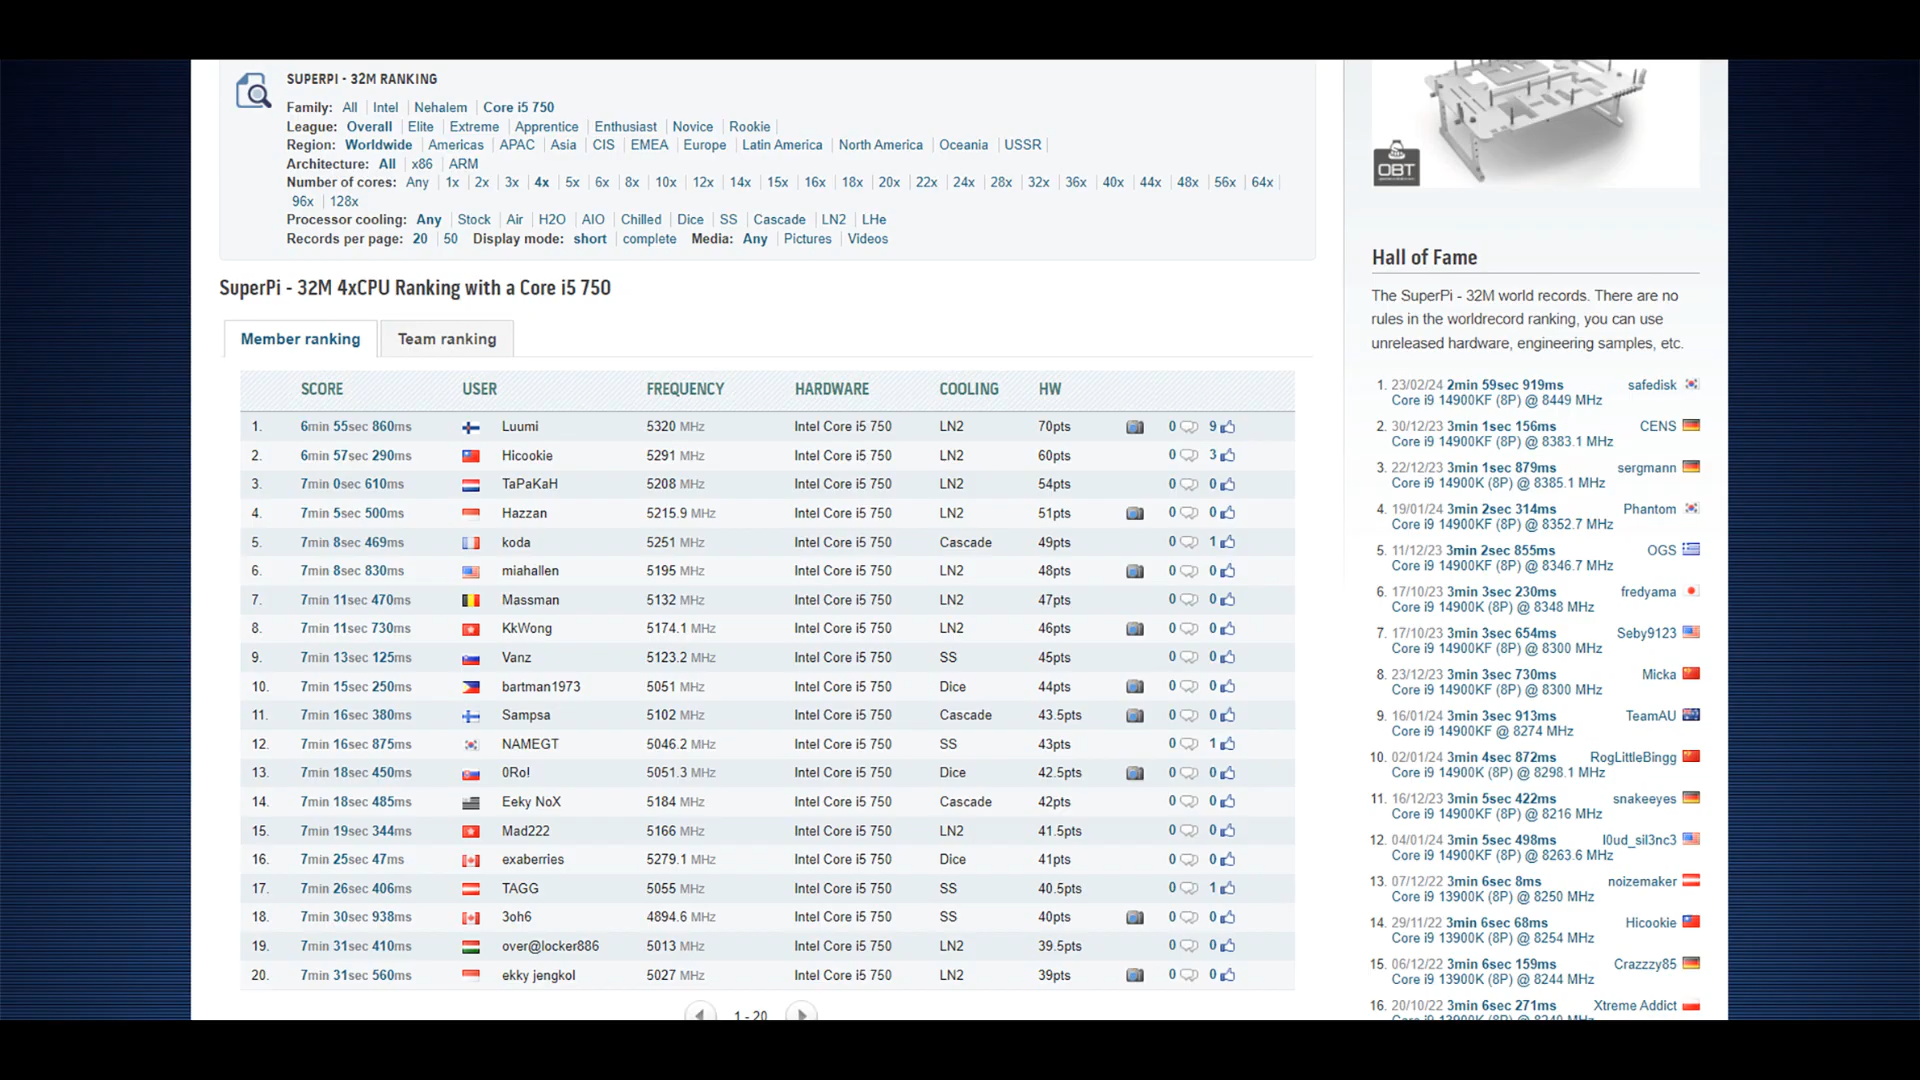 SUPERPI - 32M RANKING
Family: All | Intel | Nehalem | Core i5 750
League: Overall | Elite | Extreme | Apprentice | Enthusiast | Novice | Rookie |
Region: Worldwide | Americas | APAC | Asia | CIS | EMEA | Europe | Latin America | North America | Oceania | USSR |
Architecture: All | x86 | ARM
Number of cores: Any | 1x | 2x | 3x | 4x | 5x | 6x | 8x | 10x | 12x | 14x | 15x | 16x | 18x | 20x | 22x | 24x | 28x | 32x | 36x | 40x | 44x | 48x | 56x | 64x |
96x | 128x
Processor cooling: Any | Stock | Air | H2O | AIO | Chilled | Dice | SS | Cascade | LN2 | LHe
Records per page: 20 | 50 Display mode: short | complete Media: Any | Pictures | Videos
SuperPi - 32M 4xCPU Ranking with a Core i5 750
Member ranking Team ranking
SCORE USER FREQUENCY HARDWARE COOLING HW
1. 6min 55sec 860ms Luumi 5320 MHz Intel Core i5 750 LN2 70pts 0 9
2. 6min 57sec 290ms Hicookie 5291 MHz Intel Core i5 750 LN2 60pts 0 3
3. 7min 0sec 610ms TaPaKaH 5208 MHz Intel Core i5 750 LN2 54pts 0 0
4. 7min 5sec 500ms Hazzan 5215.9 MHz Intel Core i5 750 LN2 51pts 0 0
5. 7min 8sec 469ms koda 5251 MHz Intel Core i5 750 Cascade 49pts 0 1
6. 7min 8sec 830ms miahallen 5195 MHz Intel Core i5 750 LN2 48pts 0 0
7. 7min 11sec 470ms Massman 5132 MHz Intel Core i5 750 LN2 47pts 0 0
8. 7min 11sec 730ms KkWong 5174.1 MHz Intel Core i5 750 LN2 46pts 0 0
9. 7min 13sec 125ms Vanz 5123.2 MHz Intel Core i5 750 SS 45pts 0 0
10. 7min 15sec 250ms bartman1973 5051 MHz Intel Core i5 750 Dice 44pts 0 0
11. 7min 16sec 380ms Sampsa 5102 MHz Intel Core i5 750 Cascade 43.5pts 0 0
12. 7min 16sec 875ms NAMEGT 5046.2 MHz Intel Core i5 750 SS 43pts 0 1
13. 7min 18sec 450ms 0Ro! 5051.3 MHz Intel Core i5 750 Dice 42.5pts 0 0
14. 7min 18sec 485ms Eeky NoX 5184 MHz Intel Core i5 750 Cascade 42pts 0 0
15. 7min 19sec 344ms Mad222 5166 MHz Intel Core i5 750 LN2 41.5pts 0 0
16. 7min 25sec 47ms exaberries 5279.1 MHz Intel Core i5 750 Dice 41pts 0 0
17. 7min 26sec 406ms TAGG 5055 MHz Intel Core i5 750 SS 40.5pts 0 1
18. 7min 30sec 938ms 3oh6 4894.6 MHz Intel Core i5 750 SS 40pts 0 0
19. 7min 31sec 410ms over@locker886 5013 MHz Intel Core i5 750 LN2 39.5pts 0 0
20. 7min 31sec 560ms ekky jengkol 5027 MHz Intel Core i5 750 LN2 39pts 0 0
1 - 20
OBT
Hall of Fame
The SuperPi - 32M world records. There are no
rules in the worldrecord ranking, you can use
unreleased hardware, engineering samples, etc.
1. 23/02/24 2min 59sec 919ms safedisk
Core i9 14900KF (8P) @ 8449 MHz
2. 30/12/23 3min 1sec 156ms CENS
Core i9 14900KF (8P) @ 8383.1 MHz
3. 22/12/23 3min 1sec 879ms sergmann
Core i9 14900K (8P) @ 8385.1 MHz
4. 19/01/24 3min 2sec 314ms Phantom
Core i9 14900KF (8P) @ 8352.7 MHz
5. 11/12/23 3min 2sec 855ms OGS
Core i9 14900KF (8P) @ 8346.7 MHz
6. 17/10/23 3min 3sec 230ms fredyama
Core i9 14900K (8P) @ 8348 MHz
7. 17/10/23 3min 3sec 654ms Seby9123
Core i9 14900KF (8P) @ 8300 MHz
8. 23/12/23 3min 3sec 730ms Micka
Core i9 14900KF (8P) @ 8300 MHz
9. 16/01/24 3min 3sec 913ms TeamAU
Core i9 14900K (8P) @ 8274 MHz
10. 02/01/24 3min 4sec 872ms RogLittleBingg
Core i9 14900K (8P) @ 8298.1 MHz
11. 16/12/23 3min 5sec 422ms snakeeyes
Core i9 14900KF (8P) @ 8216 MHz
12. 04/01/24 3min 5sec 498ms l0ud_sil3nc3
Core i9 14900KF (8P) @ 8263.6 MHz
13. 07/12/22 3min 6sec 8ms noizemaker
Core i9 13900K (8P) @ 8250 MHz
14. 29/11/22 3min 6sec 68ms Hicookie
Core i9 13900K (8P) @ 8254 MHz
15. 06/12/22 3min 6sec 159ms Crazzzy85
Core i9 13900K (8P) @ 8244 MHz
16. 20/10/22 3min 6sec 271ms Xtreme Addict